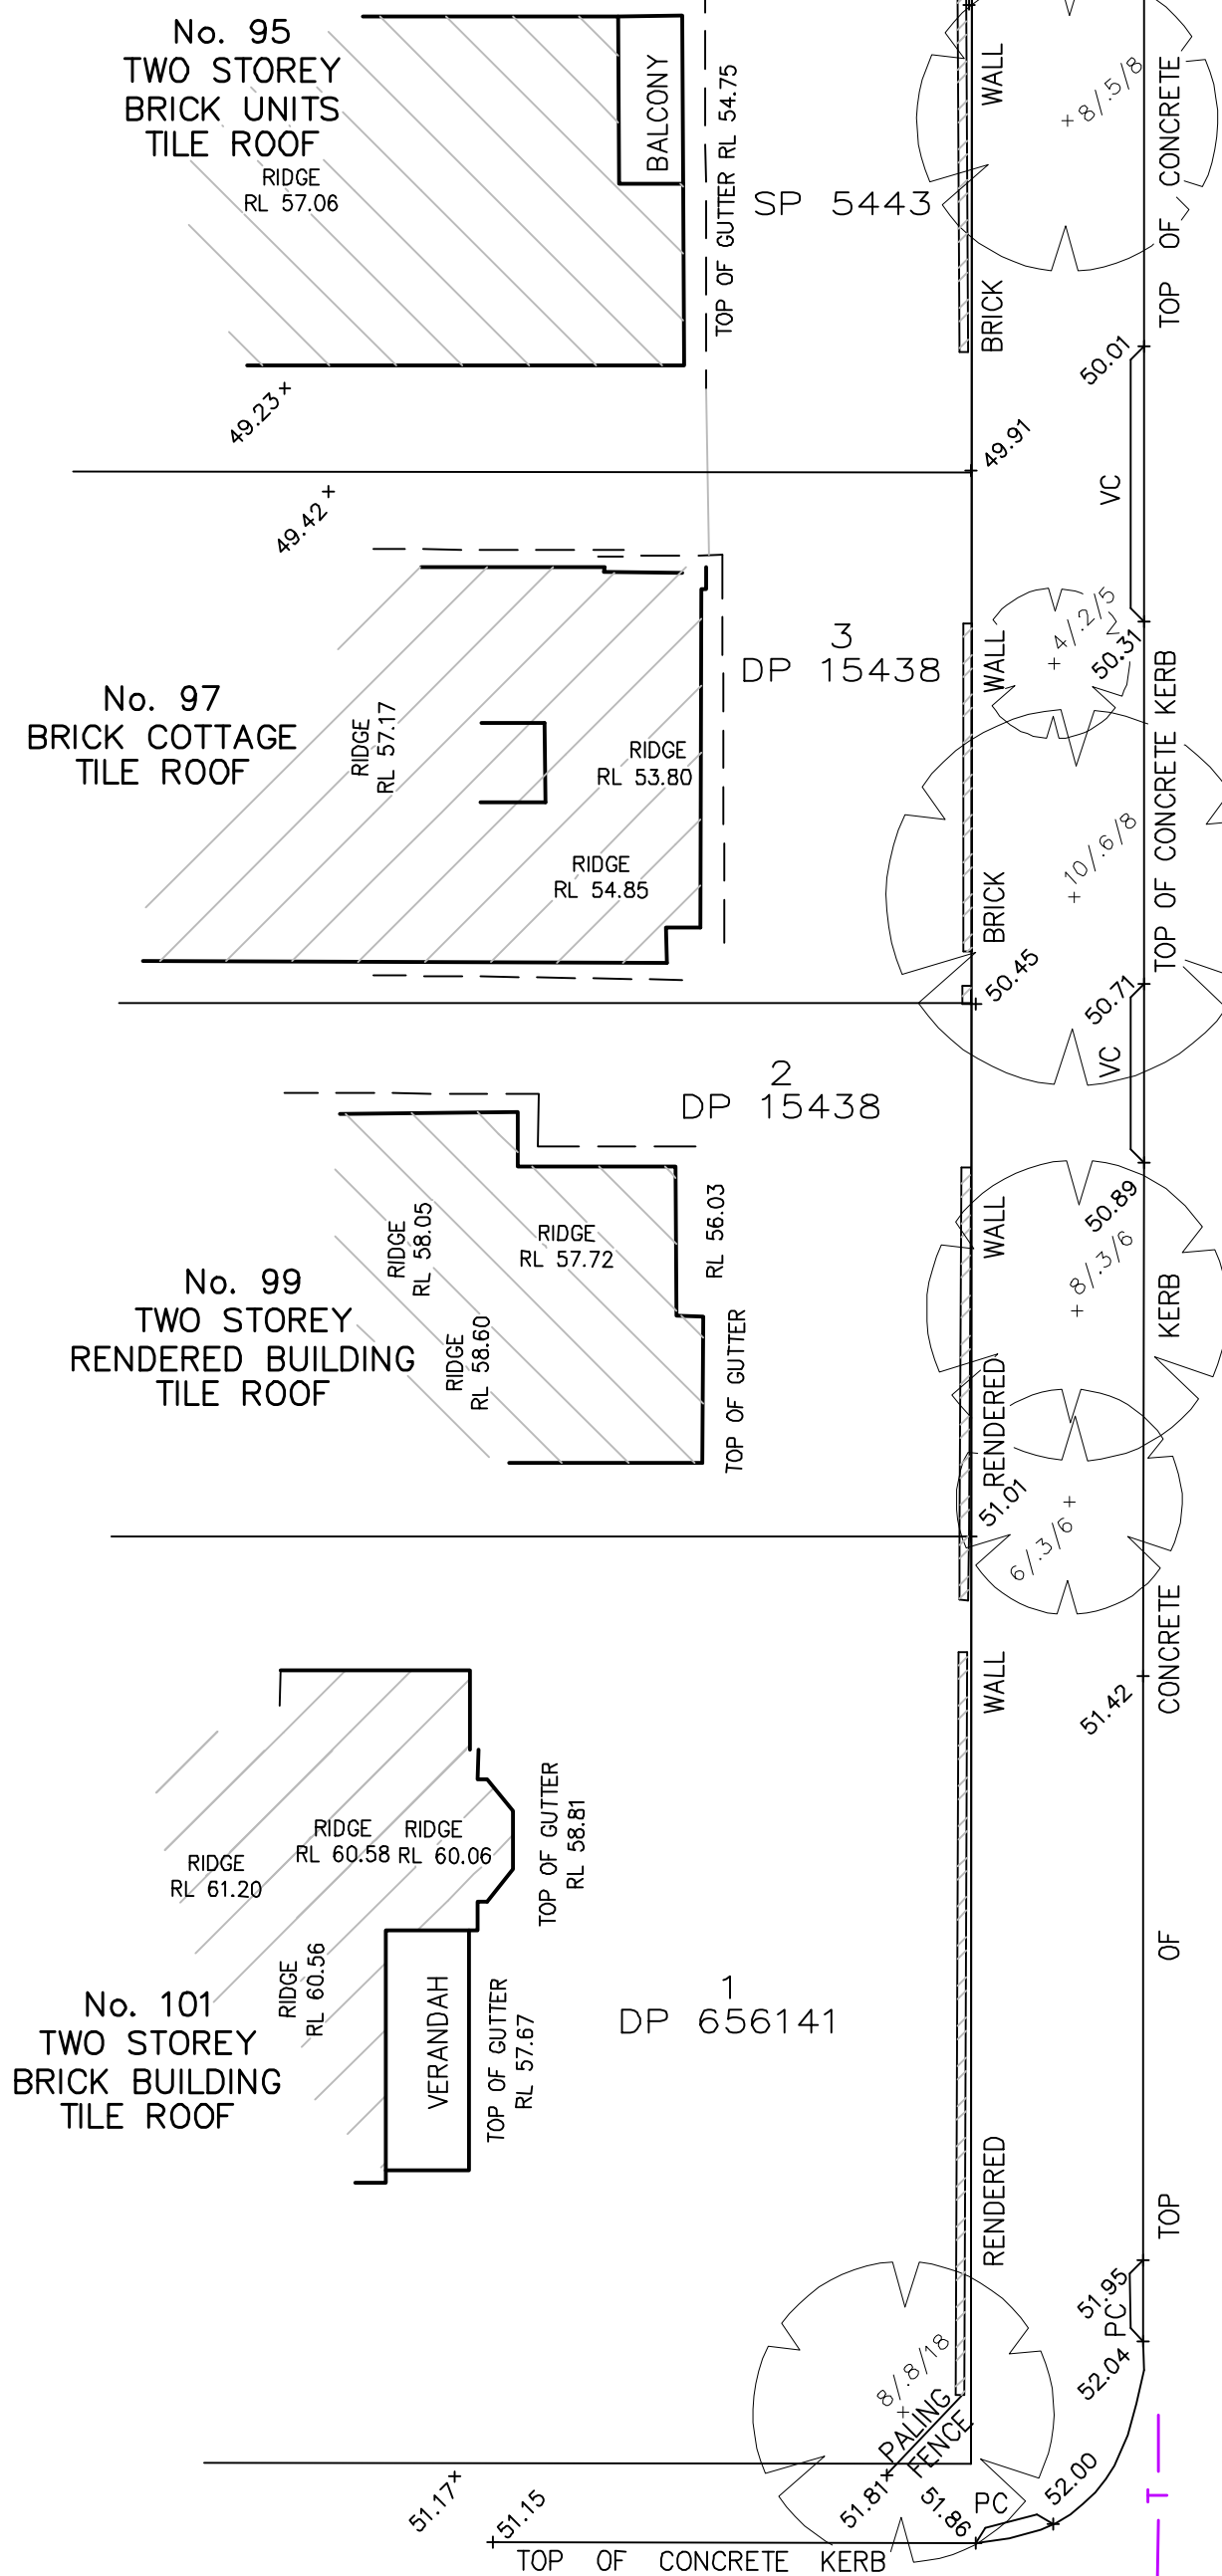 No. 95
TWO STOREY
BRICK UNITS
TILE ROOF
RIDGE
RL 57.06
BALCONY
TOP OF GUTTER RL 54.75
SP 5443
WALL
BRICK
8/.5/8
TOP OF CONCRETE
50.01
49.23
49.91
49.42
VC
3
DP 15438
WALL
4/.2/5
50.31
No. 97
BRICK COTTAGE
TILE ROOF
RIDGE
RL 57.17
RIDGE
RL 53.80
RIDGE
RL 54.85
BRICK
10/.6/8
TOP OF CONCRETE KERB
50.45
50.71
VC
2
DP 15438
No. 99
TWO STOREY
RENDERED BUILDING
TILE ROOF
RIDGE
RL 58.05
RIDGE
RL 57.72
RIDGE
RL 58.60
RL 56.03
TOP OF GUTTER
WALL
RENDERED
50.89
8/.3/6
KERB
51.01
6/.3/6
CONCRETE
WALL
51.42
RIDGE
RL 60.58
RIDGE
RL 60.06
RIDGE
RL 61.20
TOP OF GUTTER
RL 58.81
RIDGE
RL 60.56
No. 101
TWO STOREY
BRICK BUILDING
TILE ROOF
VERANDAH
TOP OF GUTTER
RL 57.67
1
DP 656141
OF
RENDERED
TOP
51.95
PC
52.04
8/.8/18
PALING
FENCE
51.17
51.15
51.81
51.86
PC
52.00
T
TOP OF CONCRETE KERB